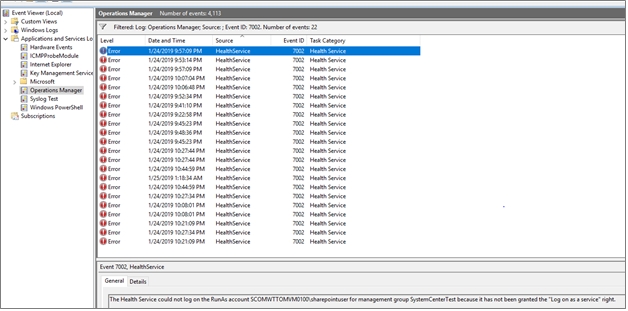 Event Viewer (Local)
Custom Views
Windows Logs
Applications and Services Lo
Hardware Events
ICMPProbeModule
Internet Explorer
Key Management Service
Microsoft
Operations Manager
Syslog Test
Windows PowerShell
Subscriptions
Operations Manager Number of events: 4,113
Filtered: Log: Operations Manager; Source: ; Event ID: 7002, Number of events: 22
Level Date and Time Source Event ID Task Category
Error 1/24/2019 9:57:09 PM HealthService 7002 Health Service
Error 1/24/2019 9:53:14 PM HealthService 7002 Health Service
Error 1/24/2019 9:57:09 PM HealthService 7002 Health Service
Error 1/24/2019 10:07:04 PM HealthService 7002 Health Service
Error 1/24/2019 10:06:48 PM HealthService 7002 Health Service
Error 1/24/2019 9:52:34 PM HealthService 7002 Health Service
Error 1/24/2019 9:41:10 PM HealthService 7002 Health Service
Error 1/24/2019 9:22:58 PM HealthService 7002 Health Service
Error 1/24/2019 9:45:23 PM HealthService 7002 Health Service
Error 1/24/2019 9:48:36 PM HealthService 7002 Health Service
Error 1/24/2019 9:45:23 PM HealthService 7002 Health Service
Error 1/24/2019 10:27:44 PM HealthService 7002 Health Service
Error 1/24/2019 10:27:44 PM HealthService 7002 Health Service
Error 1/24/2019 10:44:59 PM HealthService 7002 Health Service
Error 1/25/2019 1:18:34 AM HealthService 7002 Health Service
Error 1/24/2019 10:44:59 PM HealthService 7002 Health Service
Error 1/24/2019 10:27:34 PM HealthService 7002 Health Service
Error 1/24/2019 10:08:01 PM HealthService 7002 Health Service
Error 1/24/2019 10:08:01 PM HealthService 7002 Health Service
Error 1/24/2019 10:21:09 PM HealthService 7002 Health Service
Error 1/24/2019 10:27:34 PM HealthService 7002 Health Service
Error 1/24/2019 10:21:09 PM HealthService 7002 Health Service
Event 7002, HealthService
General Details
The Health Service could not log on the RunAs account SCOMWTTOMVM0100\sharepointuser for management group SystemCenterTest because it has not been granted the "Log on as a service" right.